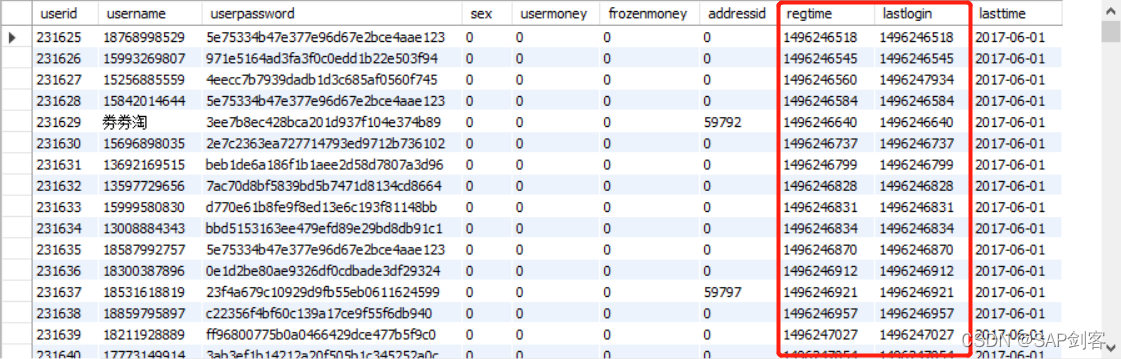 userid username userpassword sex usermoney frozenmoney addressid regtime lastlogin lasttime
231625 18768998529 5e75334b47e377e96d67e2bce4aae123 0 0 0 0 1496246518 1496246518 2017-06-01
231626 15993269807 971e5164ad3fa3f0c0edd1b22e503f94 0 0 0 0 1496246545 1496246545 2017-06-01
231627 15256885559 4eecc7b7939dadb1d3c685af0560f745 0 0 0 0 1496246560 1496247934 2017-06-01
231628 15842014644 5e75334b47e377e96d67e2bce4aae123 0 0 0 0 1496246584 1496246584 2017-06-01
231629 劵劵淘 3ee7b8ec428bca201d937f104e374b89 0 0 0 59792 1496246640 1496246640 2017-06-01
231630 15696898035 2e7c2363ea727714793ed9712b736102 0 0 0 0 1496246737 1496246737 2017-06-01
231631 13692169515 beb1de6a186f1b1aee2d58d7807a3d96 0 0 0 0 1496246799 1496246799 2017-06-01
231632 13597729656 7ac70d8bf5839bd5b7471d8134cd8664 0 0 0 0 1496246828 1496246828 2017-06-01
231633 15999580830 d770e61b8fe9f8ed13e6c193f81148bb 0 0 0 0 1496246831 1496246831 2017-06-01
231634 13008884343 bbd5153163ee479efd89e29bd8db91c1 0 0 0 0 1496246834 1496246834 2017-06-01
231635 18587992757 5e75334b47e377e96d67e2bce4aae123 0 0 0 0 1496246870 1496246870 2017-06-01
231636 18300387896 0e1d2be80ae9326df0cdbade3df29324 0 0 0 0 1496246912 1496246912 2017-06-01
231637 18531618819 23f4a679c10929d9fb55eb0611624599 0 0 0 59797 1496246921 1496246921 2017-06-01
231638 18859795897 c22356f4bf60c139a17ce9f55f6db940 0 0 0 0 1496246957 1496246957 2017-06-01
231639 18211928889 ff96800775b0a0466429dce477b5f9c0 0 0 0 0 1496247027 1496247027 2017-06-01
231640 17773149914 3ab3ef1b14212a20f505b1c345252a0c 0 0 0 0 1496247054
CSDN @SAP剑客